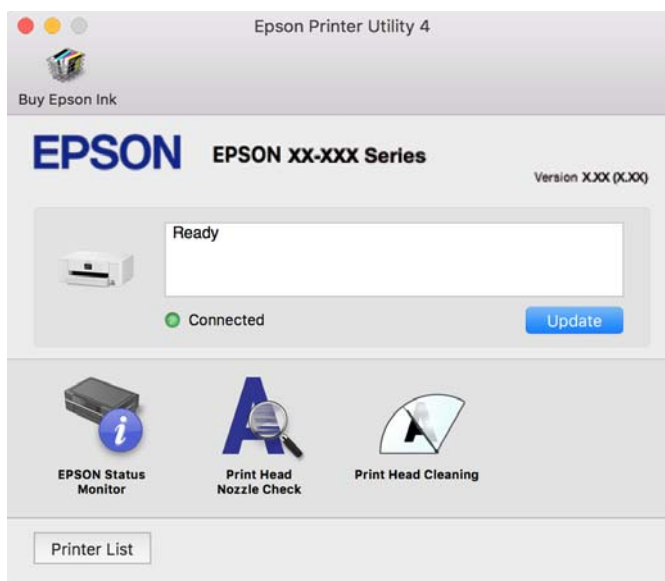 Epson Printer Utility 4
Buy Epson Ink
EPSON
EPSON XX-XXX Series
Version X.XX (X.XX)
Ready
Connected
Update
EPSON Status
Monitor
Print Head
Nozzle Check
Print Head Cleaning
Printer List